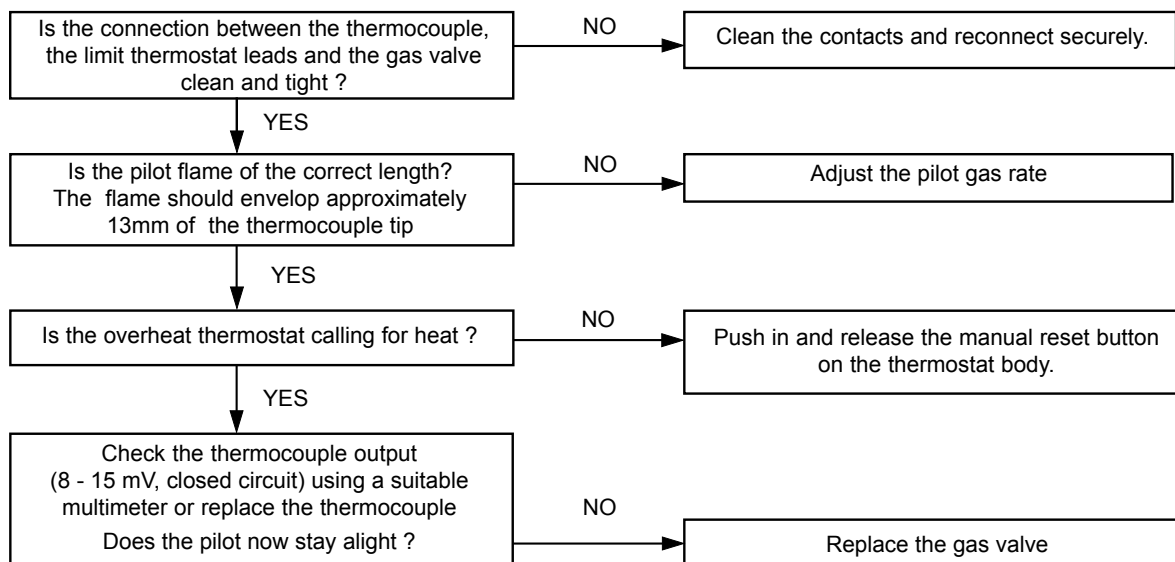 Is the connection between the thermocouple,
the limit thermostat leads and the gas valve
clean and tight ?
NO
Clean the contacts and reconnect securely.
YES
Is the pilot flame of the correct length?
The flame should envelop approximately
13mm of the thermocouple tip
NO
Adjust the pilot gas rate
YES
Is the overheat thermostat calling for heat ?
NO
Push in and release the manual reset button
on the thermostat body.
YES
Check the thermocouple output
(8 - 15 mV, closed circuit) using a suitable
multimeter or replace the thermocouple
Does the pilot now stay alight ?
NO
Replace the gas valve